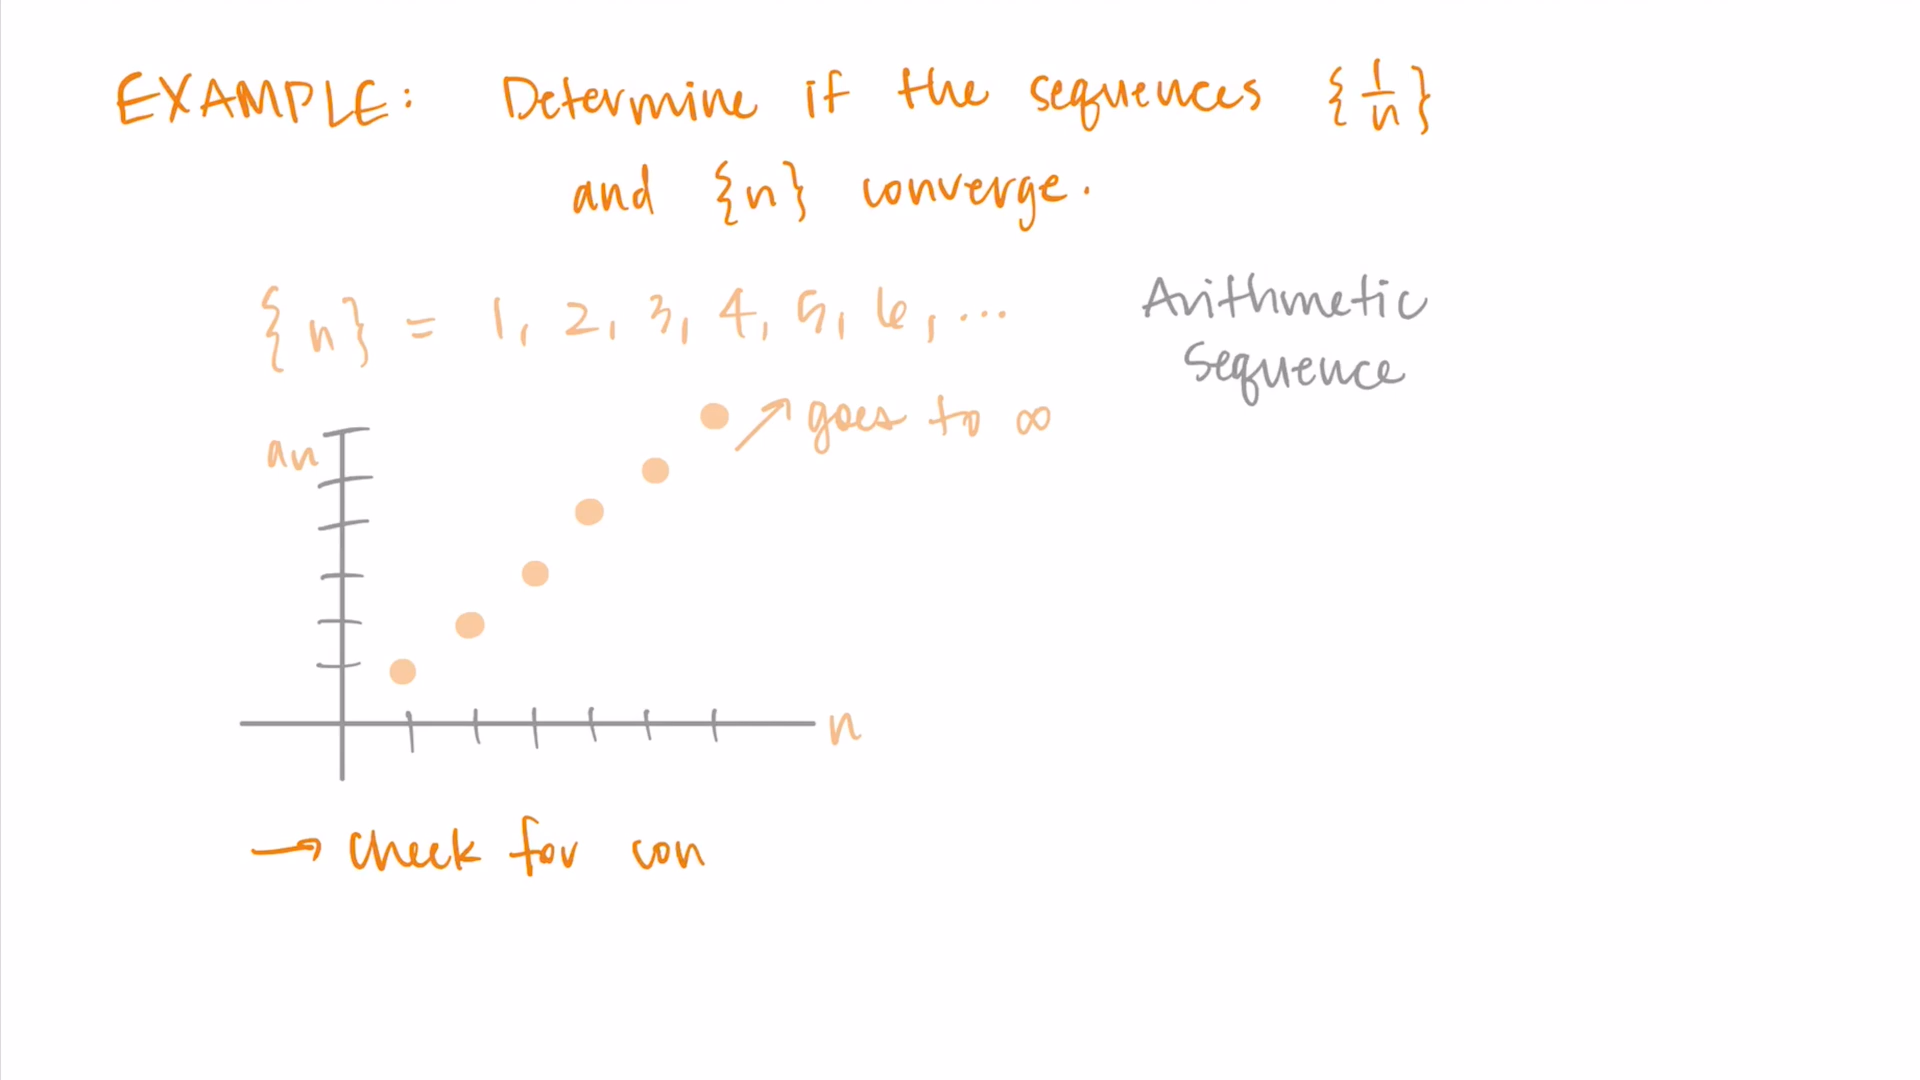 EXAMPLE: Determine if the sequences {1/n}
and {n} converge.
{n} = 1, 2, 3, 4, 5, 6, ...
Arithmetic
Sequence
↗ goes to ∞
an
n
→ Check for con